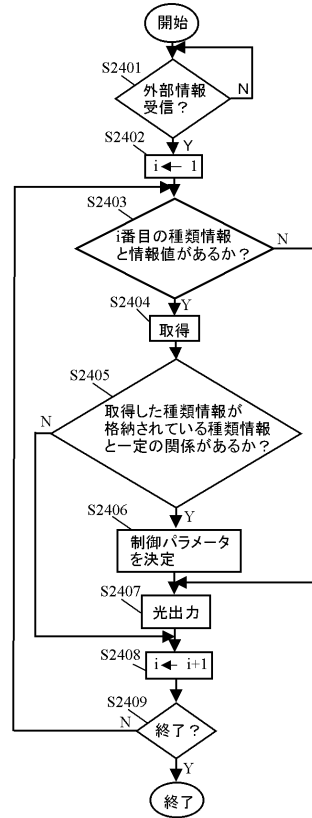 開始
S2401
外部情報
受信？
N
S2402
Y
i ← 1
S2403
i番目の種類情報
と情報値があるか？
N
S2404
Y
取得
S2405
取得した種類情報が
格納されている種類情報
と一定の関係があるか？
N
Y
S2406
制御パラメータ
を決定
S2407
光出力
S2408
i ← i+1
S2409
N
終了？
Y
終了